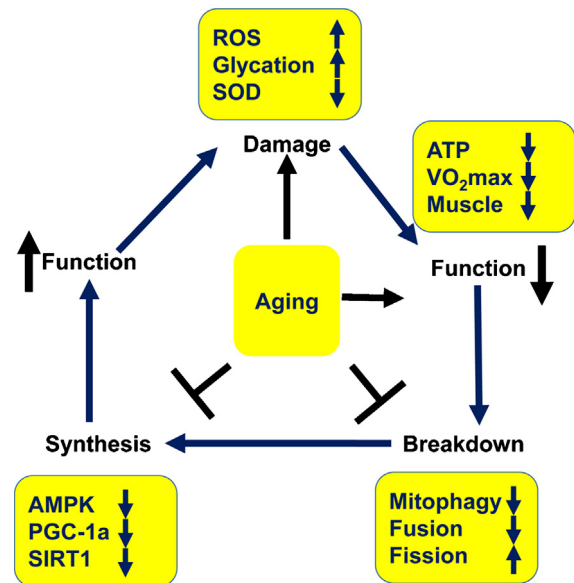 ROS
Glycation
SOD
Damage
ATP
VO₂max
Muscle
Function
Function
Aging
Synthesis
Breakdown
AMPK
PGC-1a
SIRT1
Mitophagy
Fusion
Fission